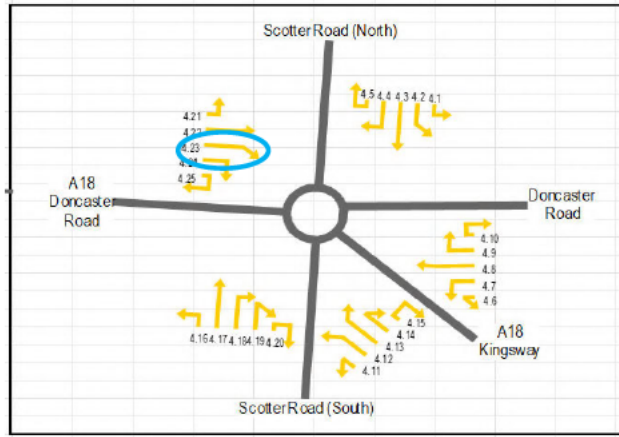 Scotter Road (North)
4.5 4.4 4.3 4.2 4.1
4.21
4.22
4.23
4.24
4.25
A18
Doncaster
Road
Doncaster
Road
4.10
4.9
4.8
4.7
4.6
A18
Kingsway
4.15
4.14
4.13
4.12
4.11
4.16 4.17 4.18 4.19 4.20
Scotter Road (South)